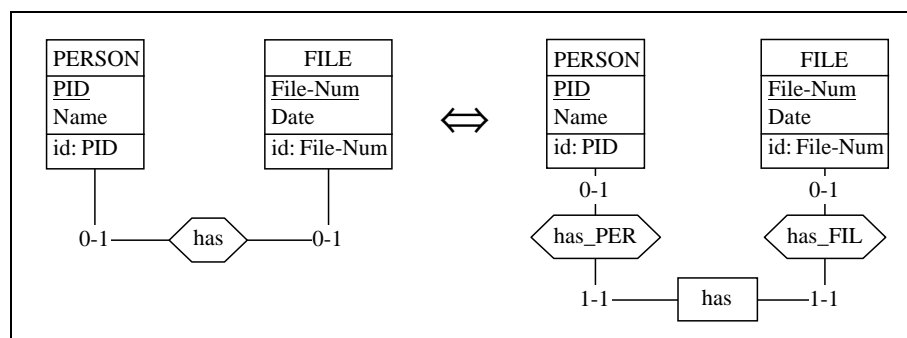 PERSON
PID
Name
id: PID
FILE
File-Num
Date
id: File-Num
0-1
has
0-1
⇔
PERSON
PID
Name
id: PID
FILE
File-Num
Date
id: File-Num
0-1
0-1
has_PER
has_FIL
1-1
has
1-1